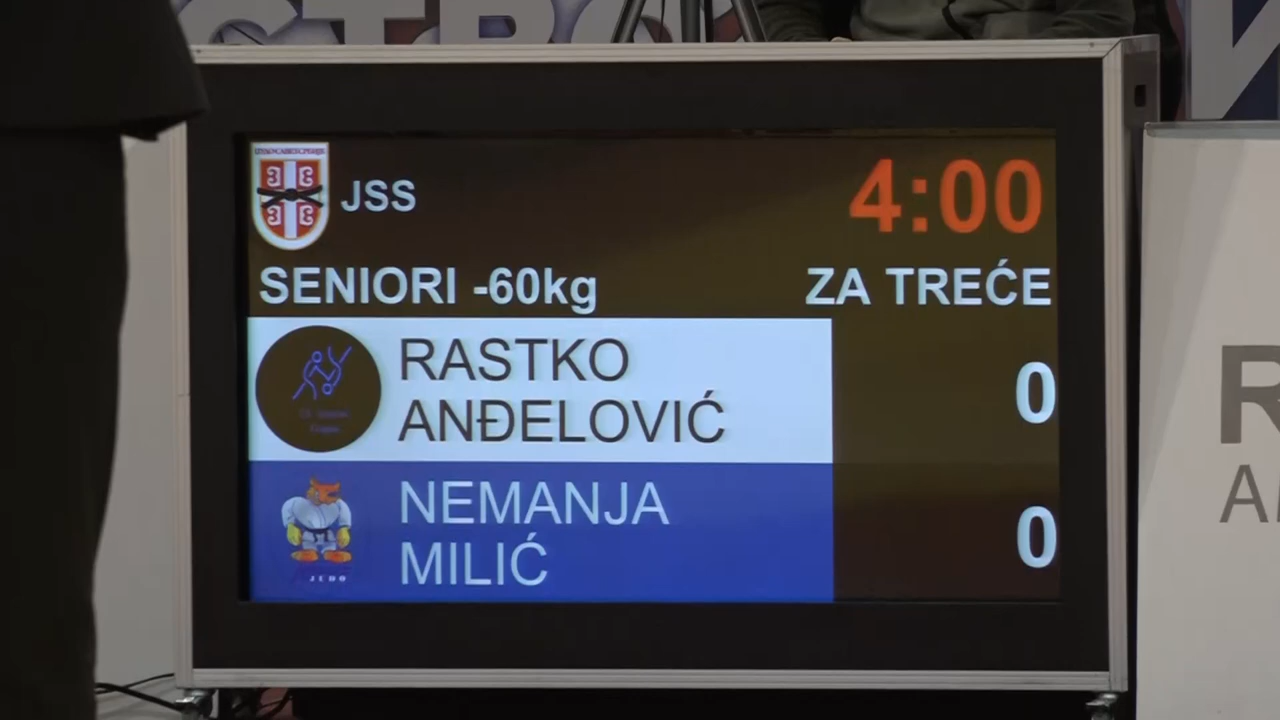 JSS
4:00
SENIORI -60kg
ZA TREĆE
RASTKO
ANĐELOVIĆ
0
NEMANJA
MILIĆ
0
JUDO